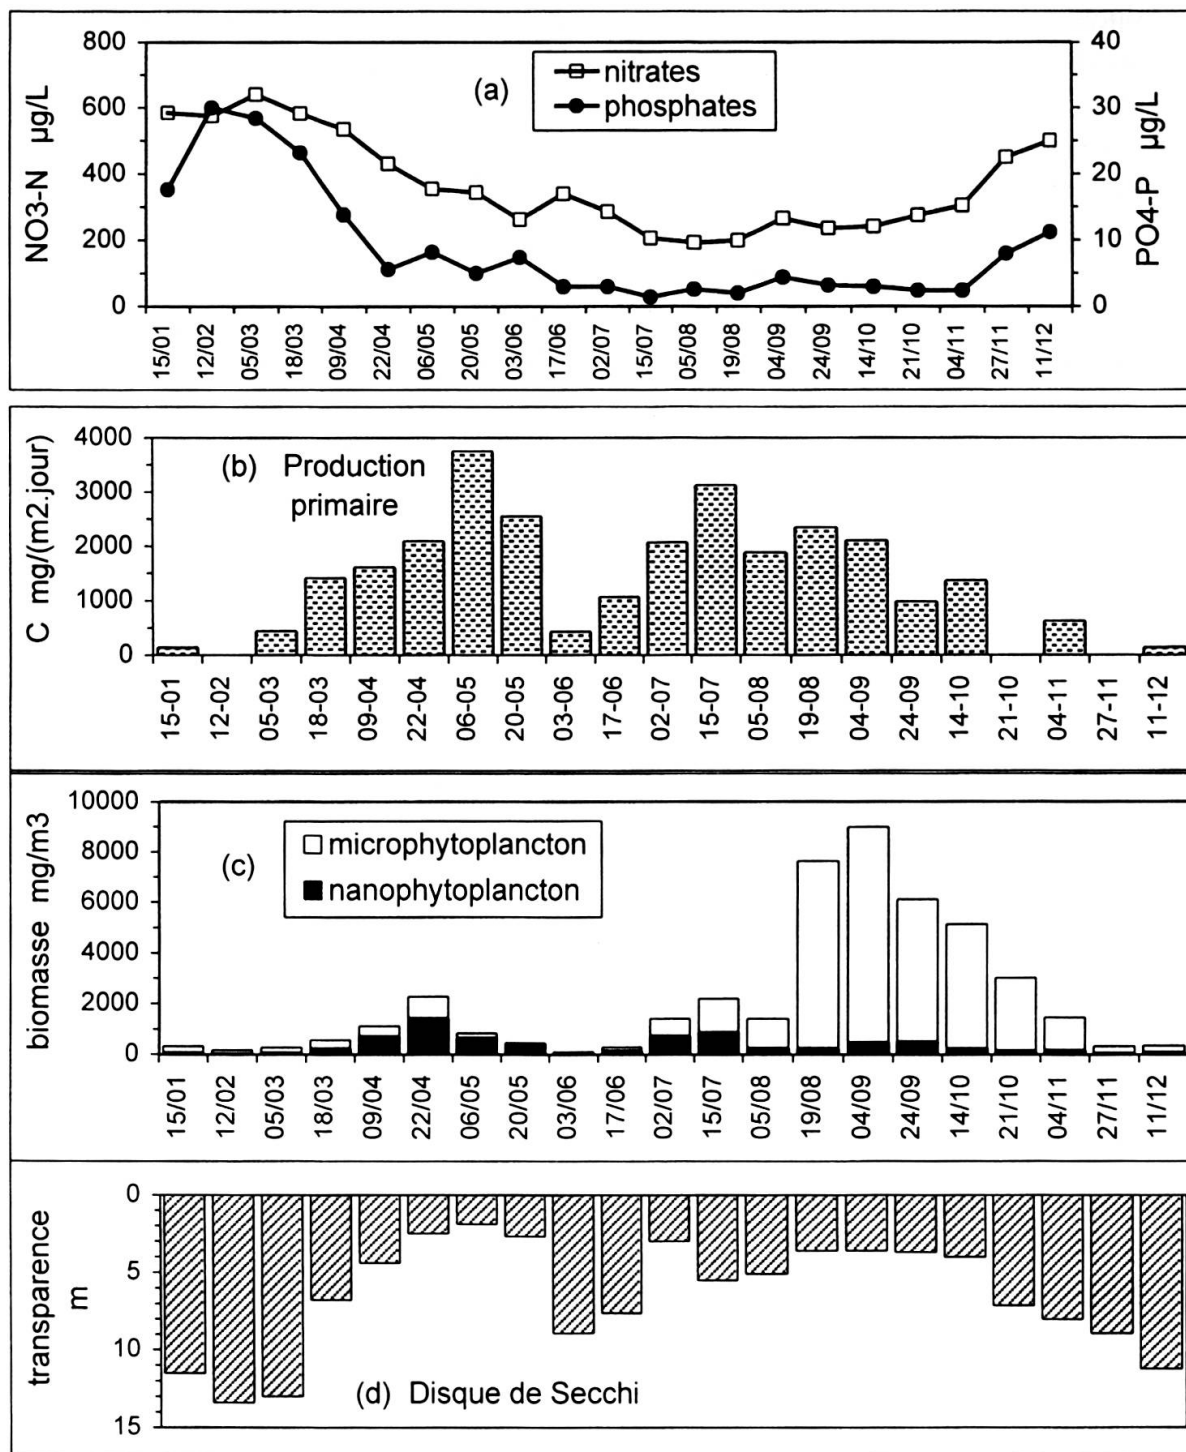 800
600
400
200
0
NO3-N µg/L
(a)
nitrates
phosphates
40
30
20
10
0
PO4-P µg/L
15/01 12/02 05/03 18/03 09/04 22/04 06/05 20/05 03/06 17/06 02/07 15/07 05/08 19/08 04/09 24/09 14/10 21/10 04/11 27/11 11/12
C mg/(m2.jour)
4000
3000
2000
1000
0
(b) Production
primaire
15-01 12-02 05-03 18-03 09-04 22-04 06-05 20-05 03-06 17-06 02-07 15-07 05-08 19-08 04-09 24-09 14-10 21-10 04-11 27-11 11-12
biomasse mg/m3
10000
8000
6000
4000
2000
0
(c)
microphytoplancton
nanophytoplancton
15/01 12/02 05/03 18/03 09/04 22/04 06/05 20/05 03/06 17/06 02/07 15/07 05/08 19/08 04/09 24/09 14/10 21/10 04/11 27/11 11/12
transparence
m
0
5
10
15
(d) Disque de Secchi